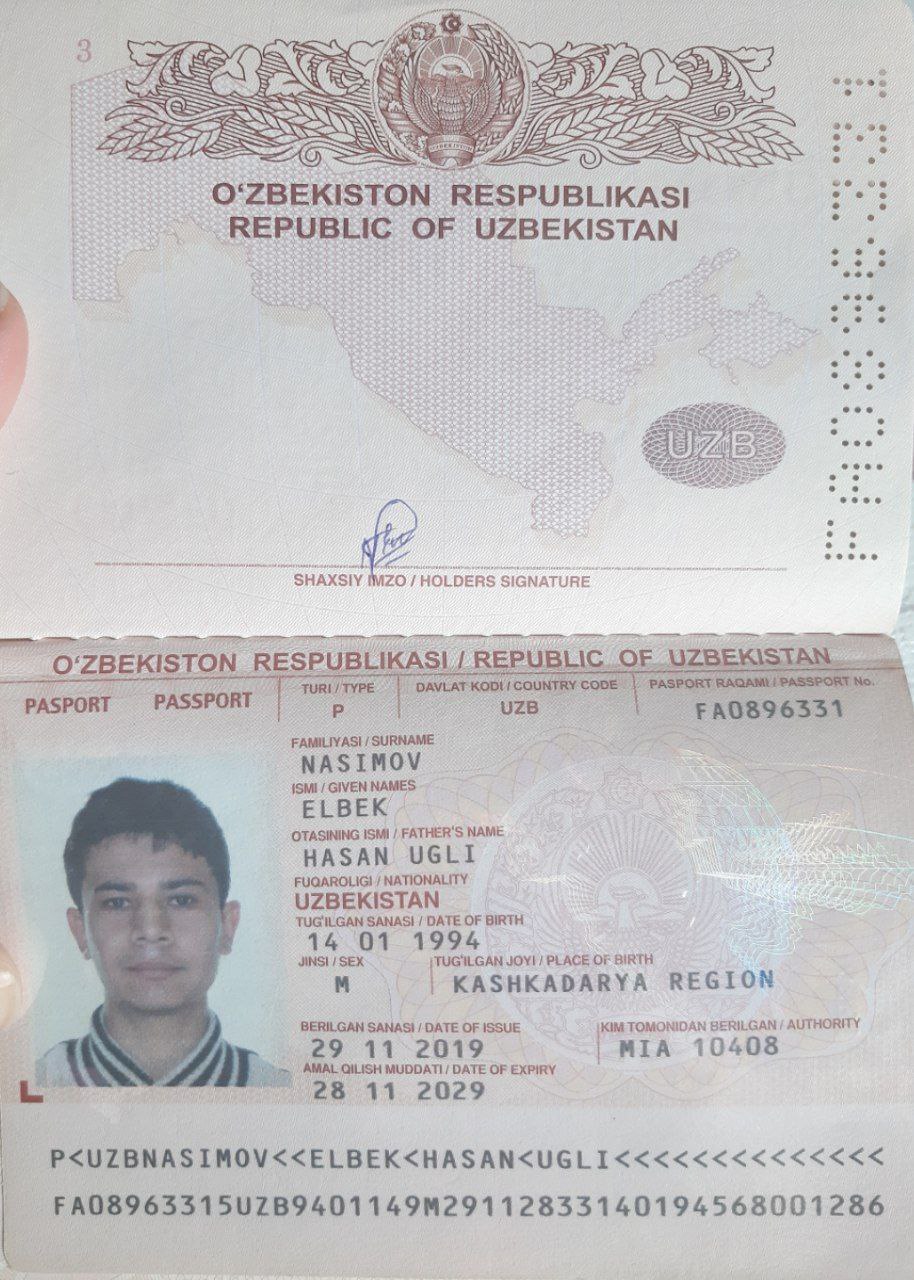 3
O‘ZBEKISTON RESPUBLIKASI
REPUBLIC OF UZBEKISTAN
UZB
FA0896331
SHAXSIY IMZO / HOLDERS SIGNATURE
O‘ZBEKISTON RESPUBLIKASI / REPUBLIC OF UZBEKISTAN
PASPORT PASSPORT TURI / TYPE DAVLAT KODI / COUNTRY CODE PASPORT RAQAMI / PASSPORT No.
P UZB FA0896331
FAMILIYASI / SURNAME
NASIMOV
ISMI / GIVEN NAMES
ELBEK
OTASINING ISMI / FATHER'S NAME
HASAN UGLI
FUQAROLIGI / NATIONALITY
UZBEKISTAN
TUG‘ILGAN SANASI / DATE OF BIRTH
14 01 1994
JINSI / SEX TUG‘ILGAN JOYI / PLACE OF BIRTH
M KASHKADARYA REGION
BERILGAN SANASI / DATE OF ISSUE KIM TOMONIDAN BERILGAN / AUTHORITY
29 11 2019 MIA 10408
AMAL QILISH MUDDATI / DATE OF EXPIRY
28 11 2029
P<UZBNASIMOV<<ELBEK<HASAN<UGLI<<<<<<<<<<<<<<
FA08963315UZB9401149M29112833140194568001286